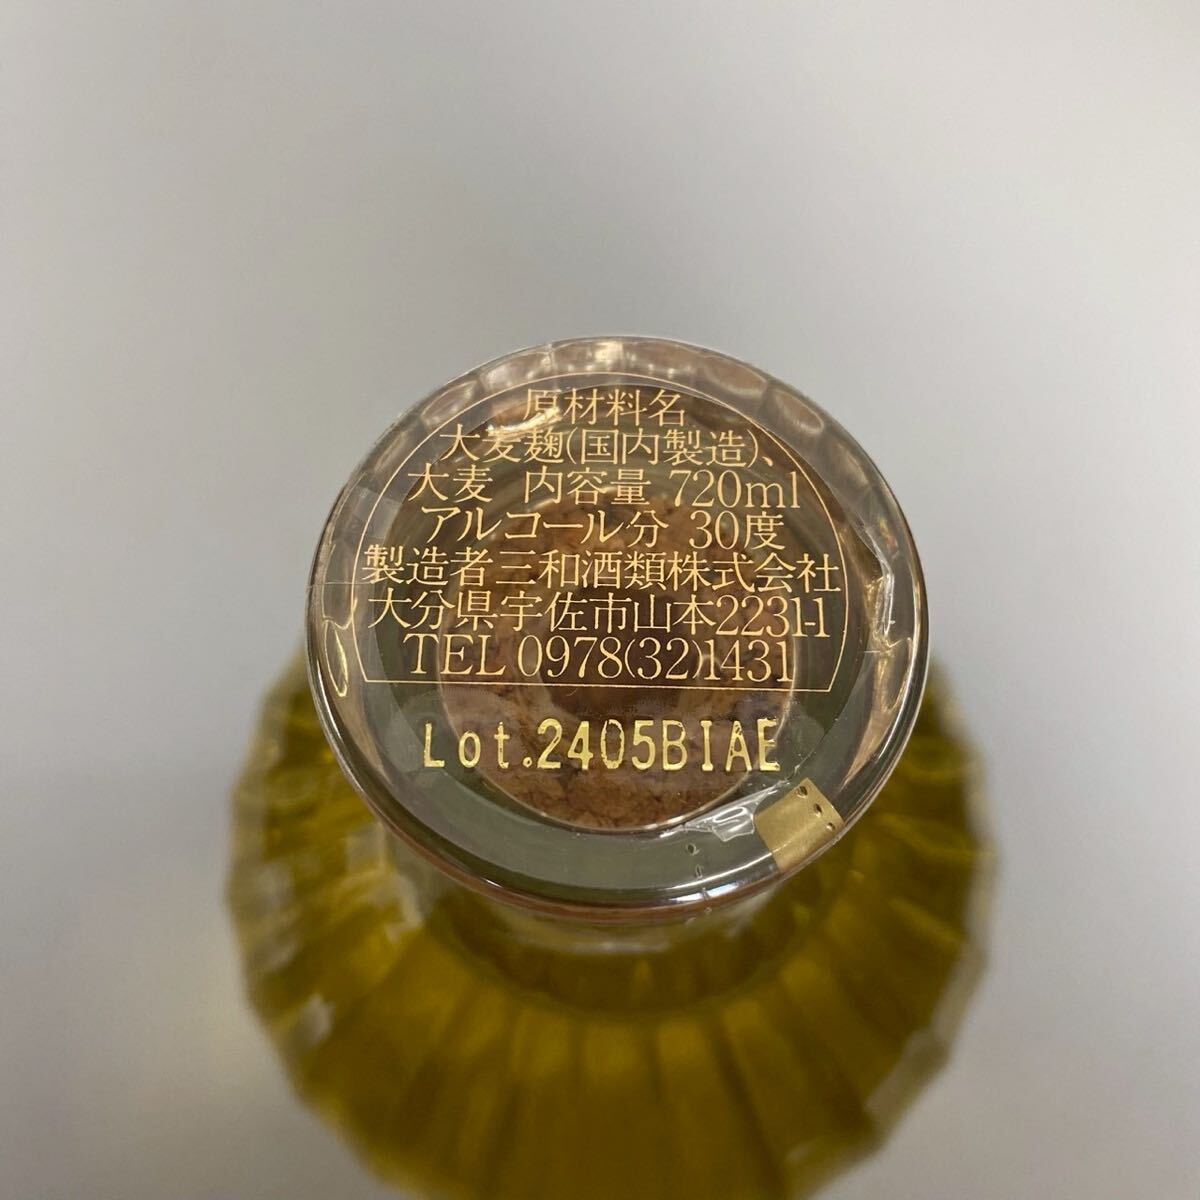 原材料名
大麦麹(国内製造)、
大麦 内容量 720ml
アルコール分 30度
製造者 三和酒類株式会社
大分県宇佐市山本2231-1
TEL 0978(32)1431
Lot.2405BIAE